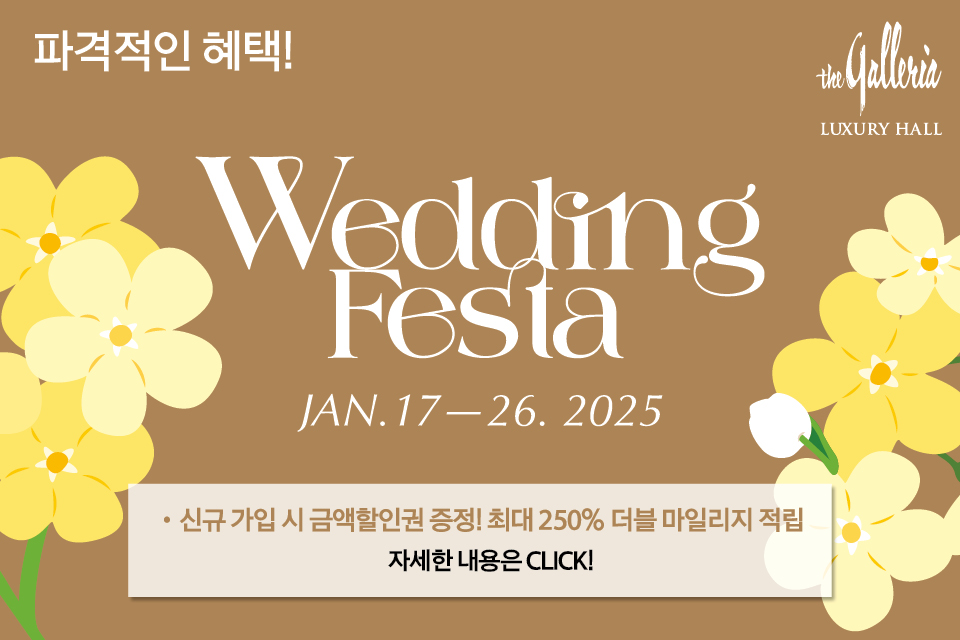 파격적인 혜택!
the Galleria
LUXURY HALL
Wedding
Festa
JAN. 17 — 26. 2025
• 신규 가입 시 금액할인권 증정! 최대 250% 더블 마일리지 적립
자세한 내용은 CLICK!